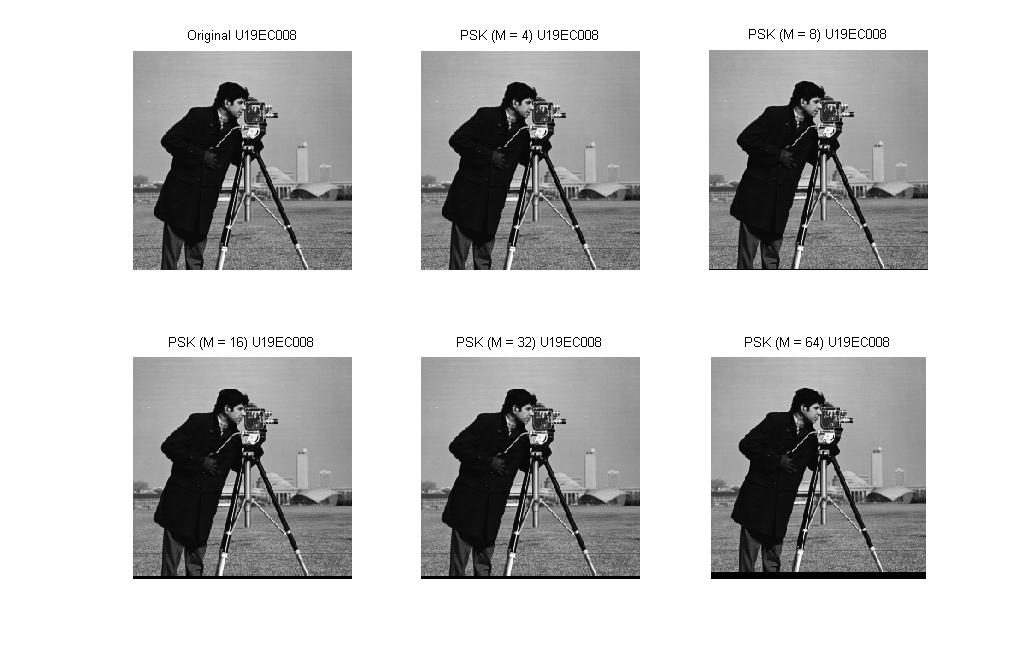 Original U19EC008
PSK (M = 4) U19EC008
PSK (M = 8) U19EC008
PSK (M = 16) U19EC008
PSK (M = 32) U19EC008
PSK (M = 64) U19EC008